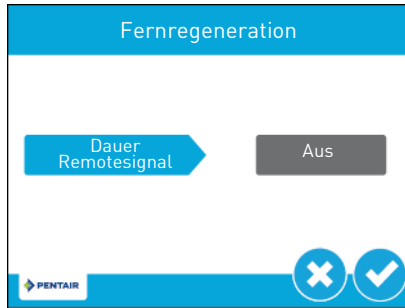 Fernregeneration
Dauer
Remotesignal
Aus
PENTAIR